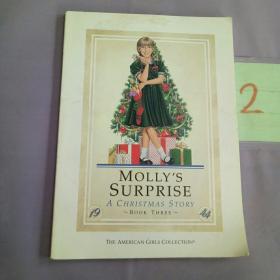 MOLLY'S
SURPRISE
A CHRISTMAS STORY
~ BOOK THREE ~
19 44
THE AMERICAN GIRLS COLLECTION®
2